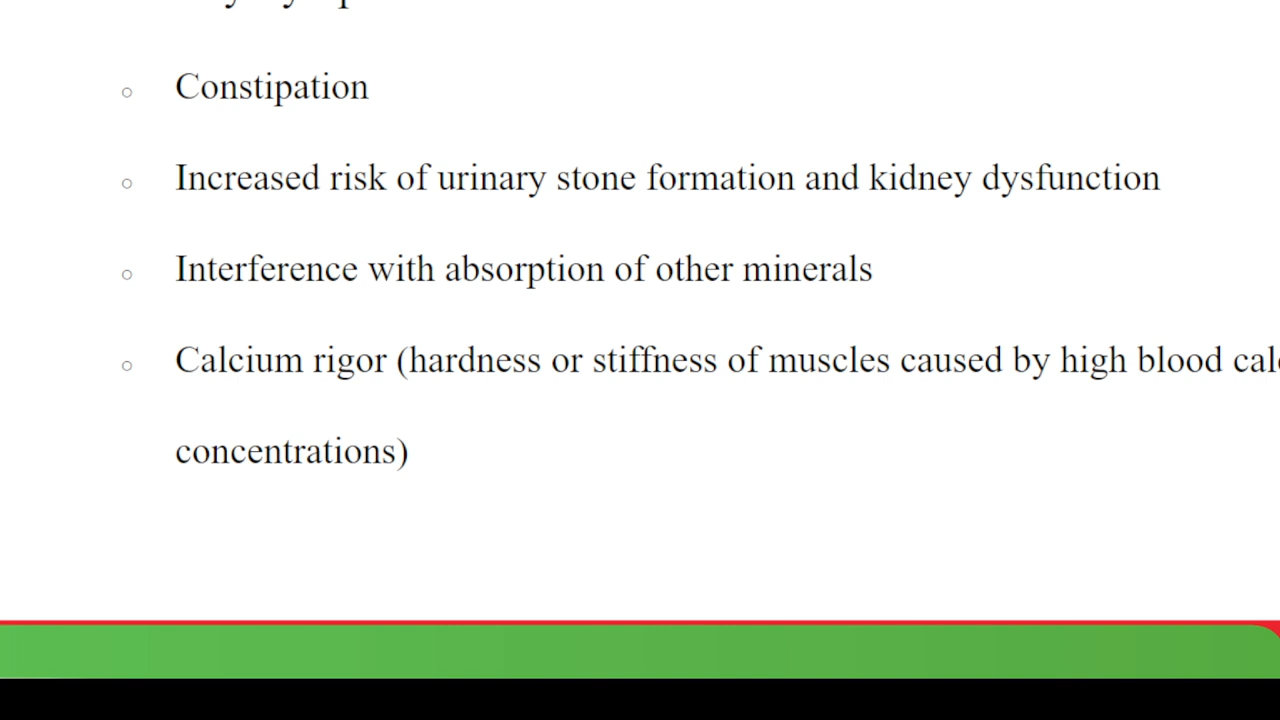 Constipation
Increased risk of urinary stone formation and kidney dysfunction
Interference with absorption of other minerals
Calcium rigor (hardness or stiffness of muscles caused by high blood
concentrations)